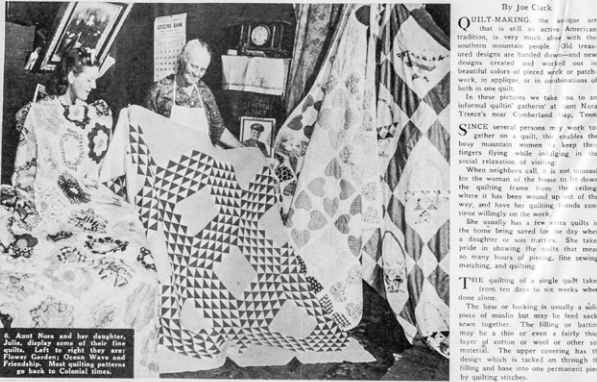 CITIZENS BANK
6. Aunt Nora and her daughter,
Julia, display some of their fine
quilts. Left to right they are:
Flower Garden; Ocean Wave and
Friendship. Most quilting patterns
go back to Colonial times.
By Joe Clark
QUILT-MAKING, the antique art
that is still an active American
tradition, is very much alive with the
southern mountain people. Old treas-
ured designs are handed down—and new
designs created and worked out in
beautiful colors of pieced work or patch-
work, in applique, or in combinations of
both in one quilt.
In these pictures we take you to an
informal quiltin' gatherin' at Aunt Nora
Treece's near Cumberland Gap, Tenn.
SINCE several persons may work to-
gether on a quilt, this enables the
busy mountain women to keep their
fingers flying while indulging in the
social relaxation of visiting.
When neighbors call, it is not unusual
for the woman of the house to let down
the quilting frame from the ceiling
where it has been wound up out of the
way, and have her quilting friends con-
tinue willingly on the work.
She usually has a few extra quilts in
the home being saved for the day when
a daughter or son marries. She takes
pride in showing the quilts that mean
so many hours of piecing, fine sewing,
matching, and quilting.
THE quilting of a single quilt takes
from ten days to six weeks when
done alone.
The base or backing is usually a
piece of muslin but may be feed sack
sewn together. The filling or batting
may be a thin or even a fairly thick
layer of cotton or wool or other soft
material. The upper covering has the
design which is tacked on through the
filling and base into one permanent piece
by quilting stitches.